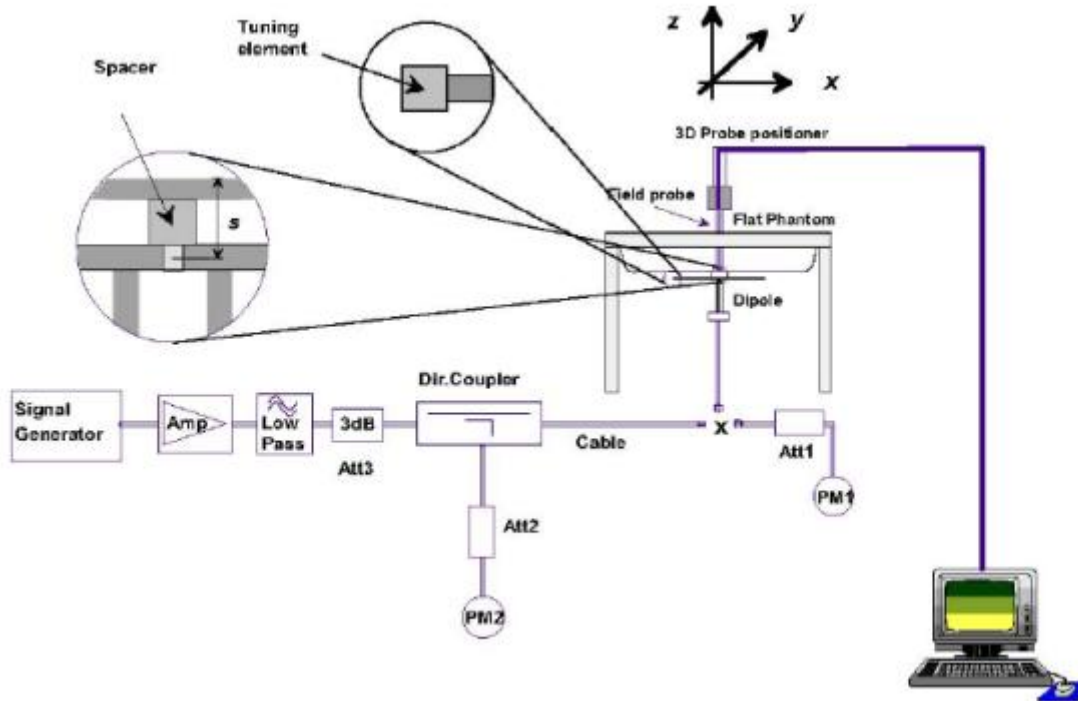 Tuning
element
Spacer
s
z
y
x
3D Probe positioner
Field probe
Flat Phantom
Dipole
Dir.Coupler
Signal
Generator
Amp
Low
Pass
3dB
Att3
Cable
x
Att1
PM1
Att2
PM2